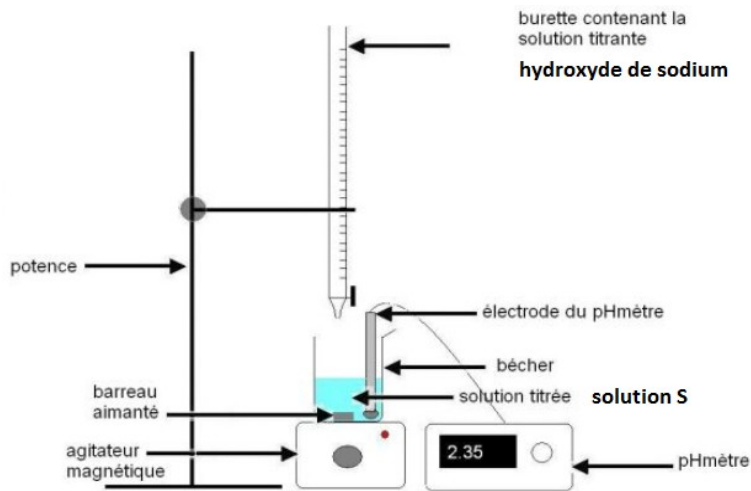 burette contenant la
solution titrante
hydroxyde de sodium
potence
électrode du pHmètre
bécher
barreau
aimanté
solution titrée solution S
agitateur
magnétique
2.35
pHmètre